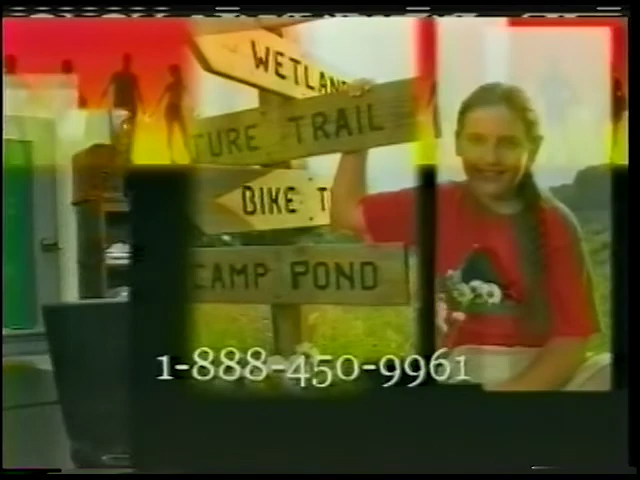 WETLAN
TURE TRAIL
BIKE T
CAMP POND
1-888-450-9961